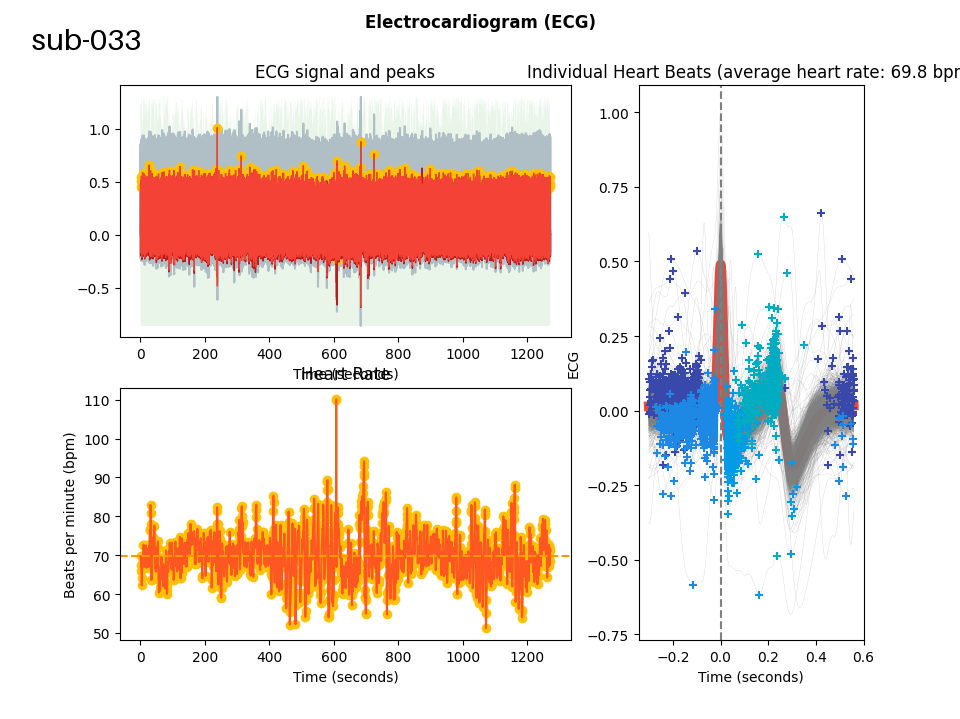 Electrocardiogram (ECG)
sub-033
ECG signal and peaks
1.0
0.5
0.0
−0.5
0 200 400 600 800 1000 1200
Time (seconds)
Heart Rate
110
100
90
80
70
60
50
Beats per minute (bpm)
0 200 400 600 800 1000 1200
Time (seconds)
Individual Heart Beats (average heart rate: 69.8 bpm
1.00
0.75
0.50
0.25
0.00
−0.25
−0.50
−0.75
ECG
−0.2 0.0 0.2 0.4 0.6
Time (seconds)